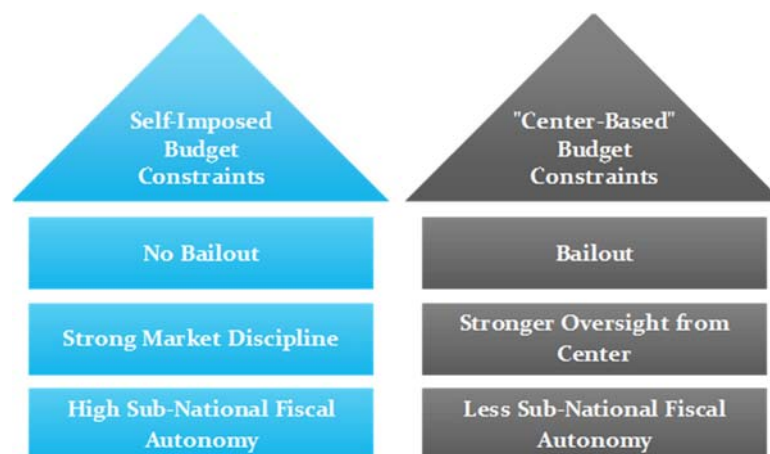 Self-Imposed
Budget
Constraints
No Bailout
Strong Market Discipline
High Sub-National Fiscal
Autonomy
"Center-Based"
Budget
Constraints
Bailout
Stronger Oversight from
Center
Less Sub-National Fiscal
Autonomy